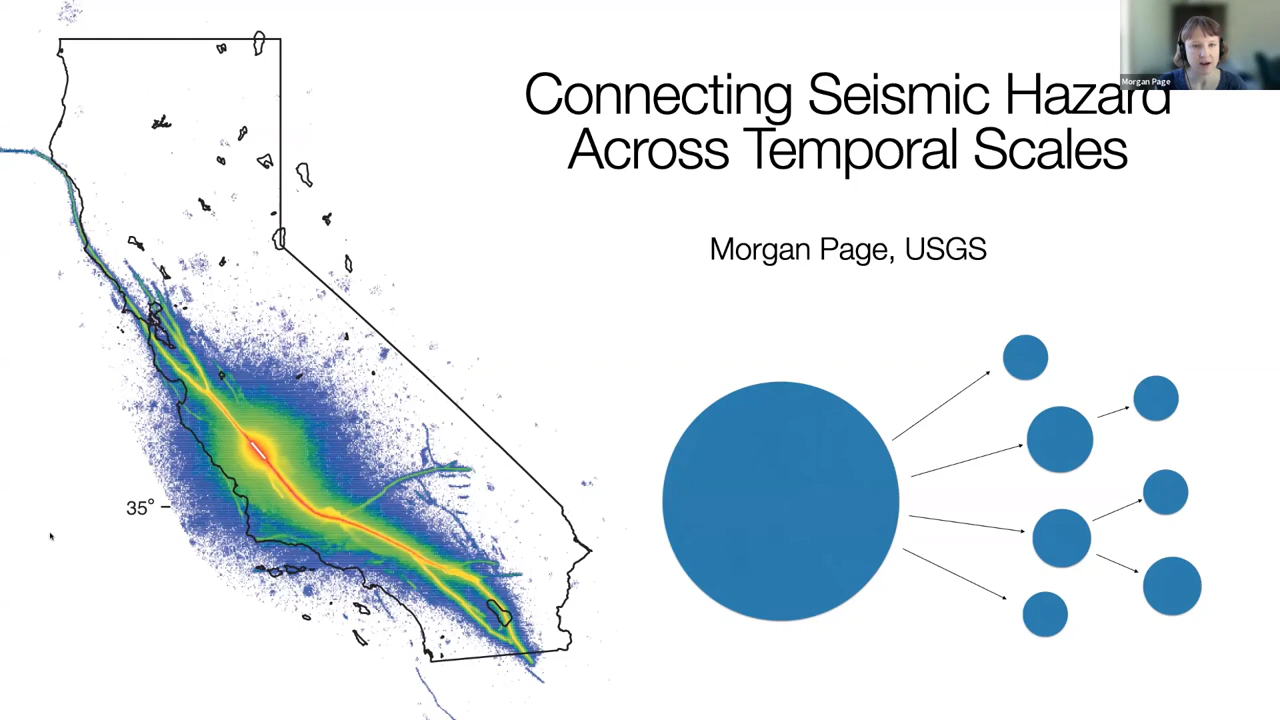 Connecting Seismic Hazard
Across Temporal Scales
Morgan Page, USGS
35°
Morgan Page